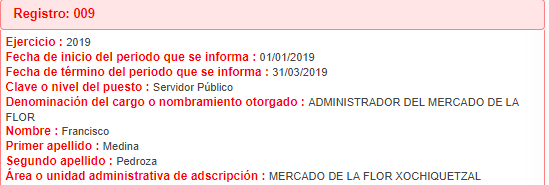 Registro: 009
Ejercicio : 2019
Fecha de inicio del periodo que se informa : 01/01/2019
Fecha de término del periodo que se informa : 31/03/2019
Clave o nivel del puesto : Servidor Público
Denominación del cargo o nombramiento otorgado : ADMINISTRADOR DEL MERCADO DE LA
FLOR
Nombre : Francisco
Primer apellido : Medina
Segundo apellido : Pedroza
Área o unidad administrativa de adscripción : MERCADO DE LA FLOR XOCHIQUETZAL